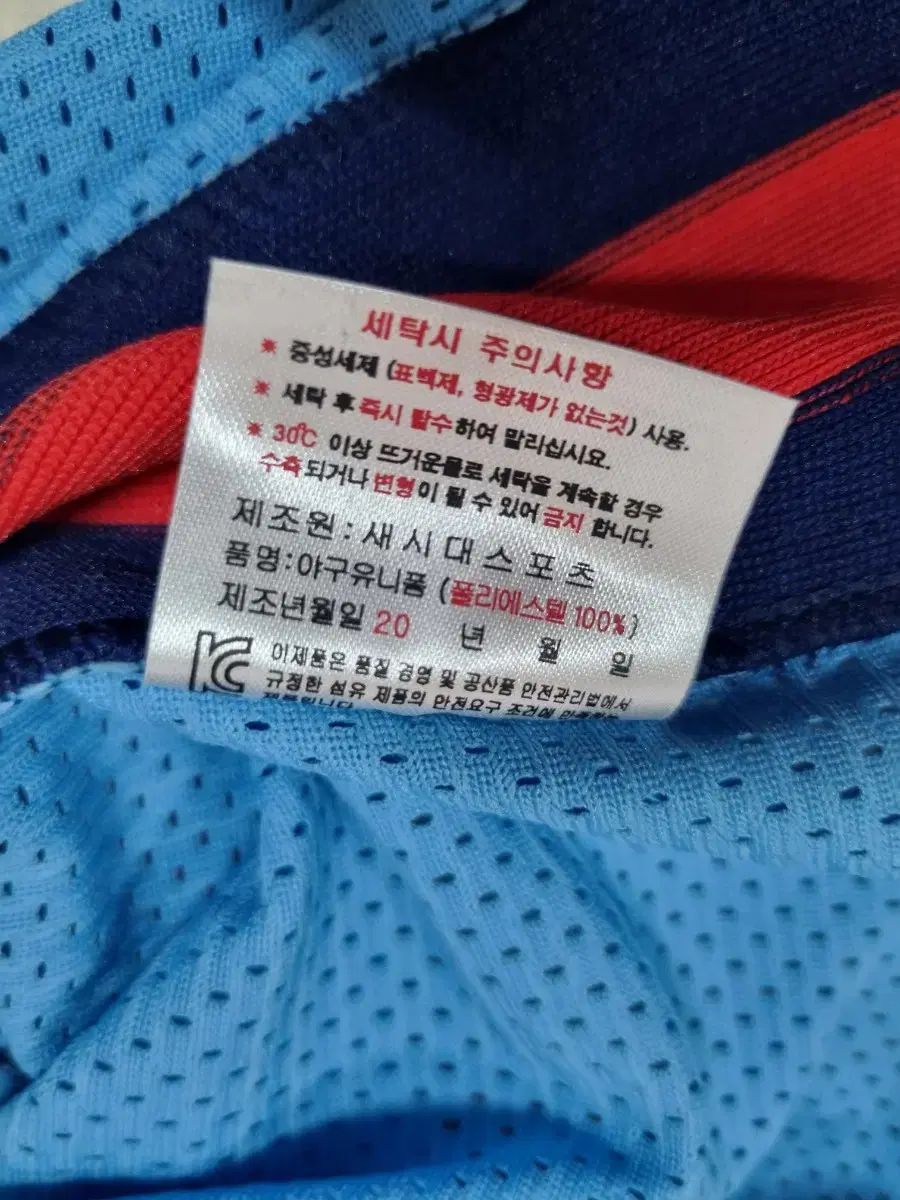 세탁시 주의사항
※ 중성세제 (표백제, 형광제가 없는것) 사용.
※ 세탁 후 즉시 탈수하여 말리십시요.
※ 30℃ 이상 뜨거운물로 세탁을 계속할 경우
수축되거나 변형이 될 수 있어 금지 합니다.
제조원 : 새시대스포츠
품명:야구유니폼 (폴리에스텔 100%)
제조년월일 20 년 월 일
이제품은 품질 경영 및 공산품 안전관리법에서
규정한 섬유 제품의 안전요구 조건에